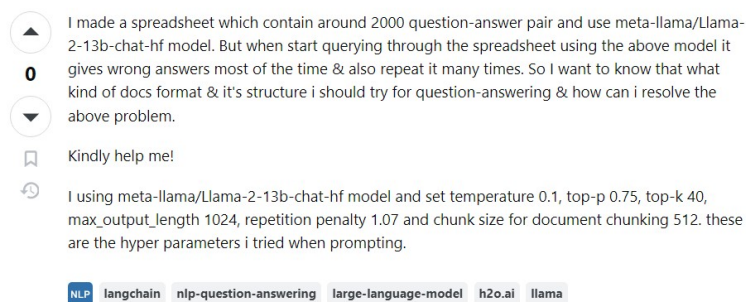 I made a spreadsheet which contain around 2000 question-answer pair and use meta-llama/Llama-
2-13b-chat-hf model. But when start querying through the spreadsheet using the above model it
gives wrong answers most of the time & also repeat it many times. So I want to know that what
kind of docs format & it's structure i should try for question-answering & how can i resolve the
above problem.
0
Kindly help me!
I using meta-llama/Llama-2-13b-chat-hf model and set temperature 0.1, top-p 0.75, top-k 40,
max_output_length 1024, repetition penalty 1.07 and chunk size for document chunking 512. these
are the hyper parameters i tried when prompting.
NLP langchain nlp-question-answering large-language-model h2o.ai llama